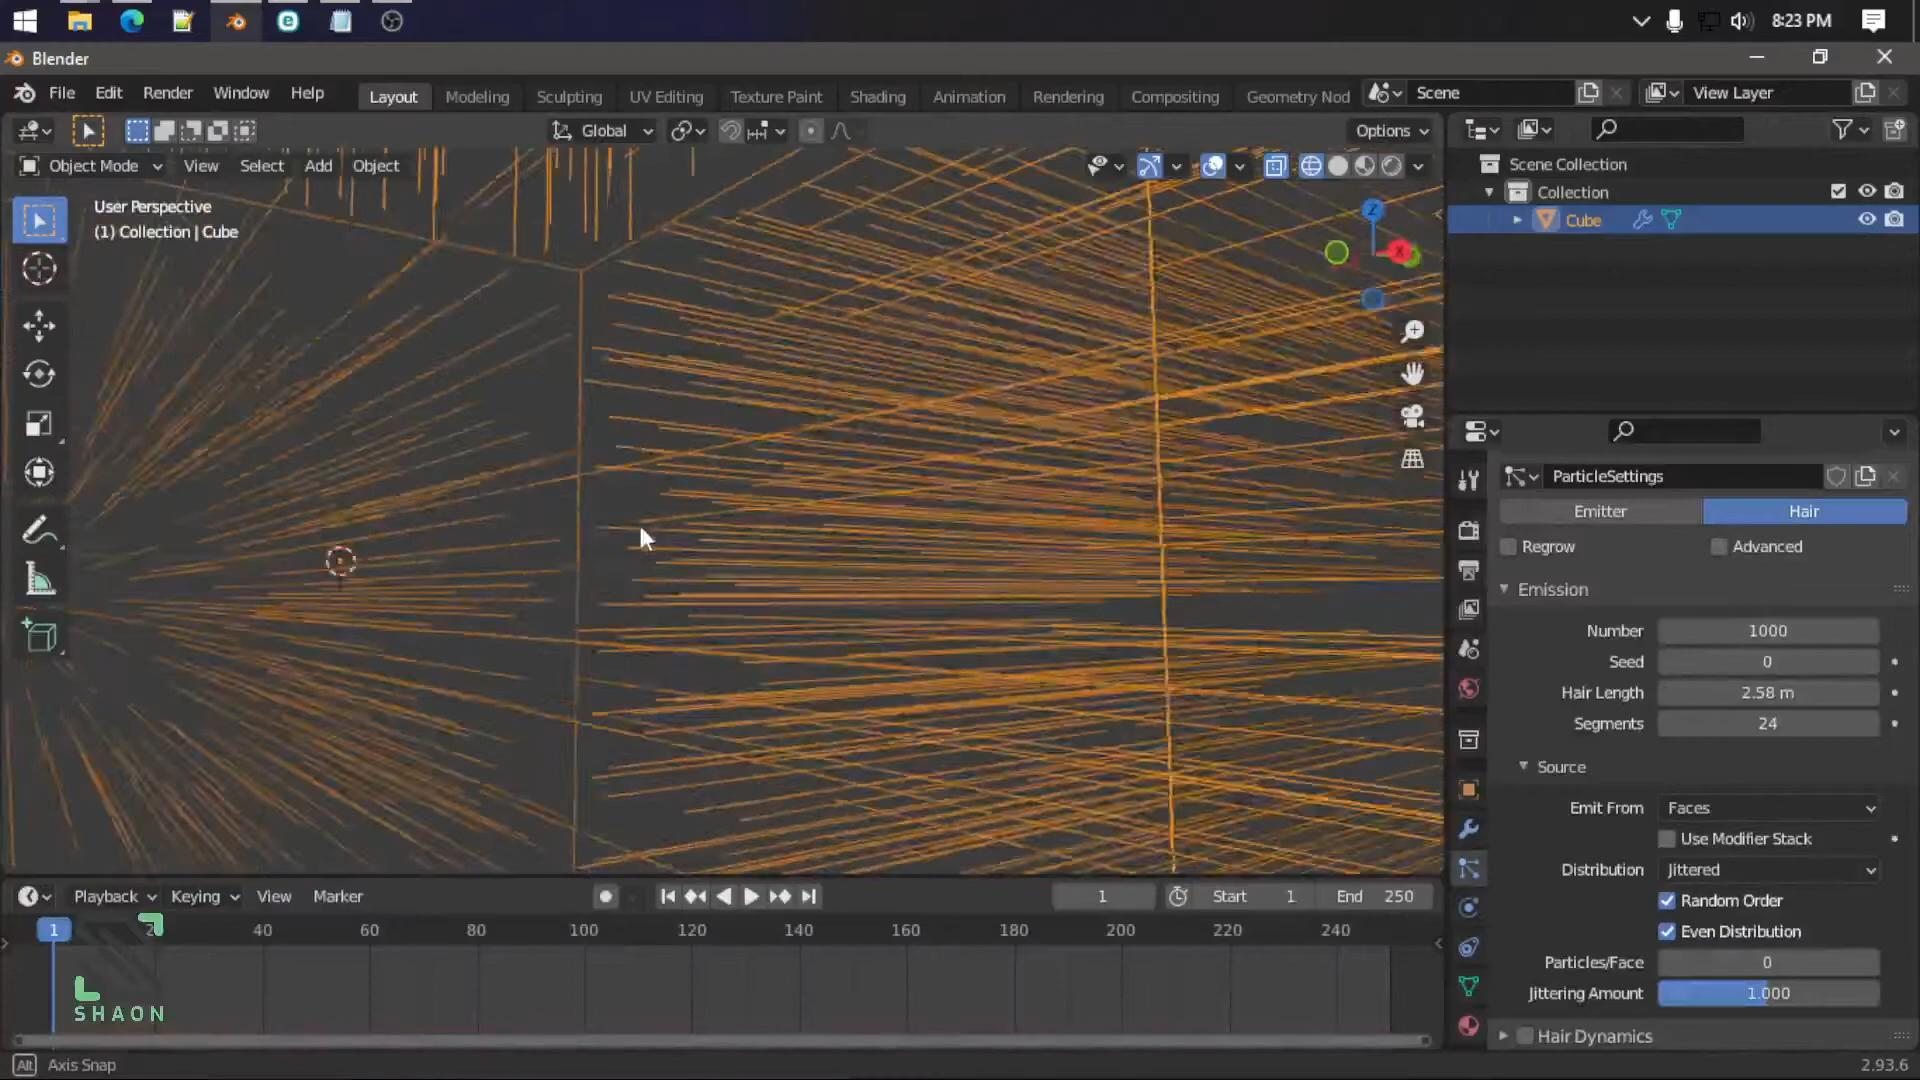 8:23 PM
Blender
File Edit Render Window Help Layout Modeling Sculpting UV Editing Texture Paint Shading Animation Rendering Compositing Geometry Nod Scene View Layer
Global Options
Object Mode View Select Add Object
User Perspective
(1) Collection | Cube
Z
X
Scene Collection
Collection
Cube
ParticleSettings
Emitter Hair
Regrow Advanced
Emission
Number 1000
Seed 0
Hair Length 2.58 m
Segments 24
Source
Emit From Faces
Use Modifier Stack
Distribution Jittered
Random Order
Even Distribution
Particles/Face 0
Jittering Amount 1.000
Hair Dynamics
Playback Keying View Marker 1 Start 1 End 250
1 20 40 60 80 100 120 140 160 180 200 220 240
SHAON
Alt Axis Snap 2.93.6